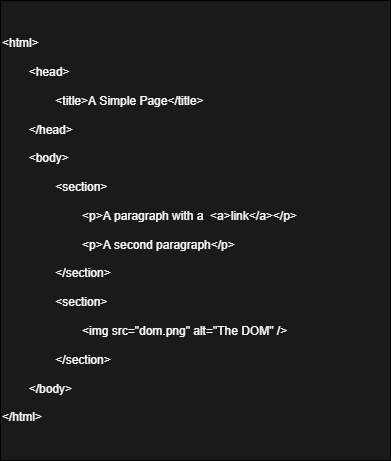 <html>
<head>
<title>A Simple Page</title>
</head>
<body>
<section>
<p>A paragraph with a  <a>link</a></p>
<p>A second paragraph</p>
</section>
<section>
<img src="dom.png" alt="The DOM" />
</section>
</body>
</html>